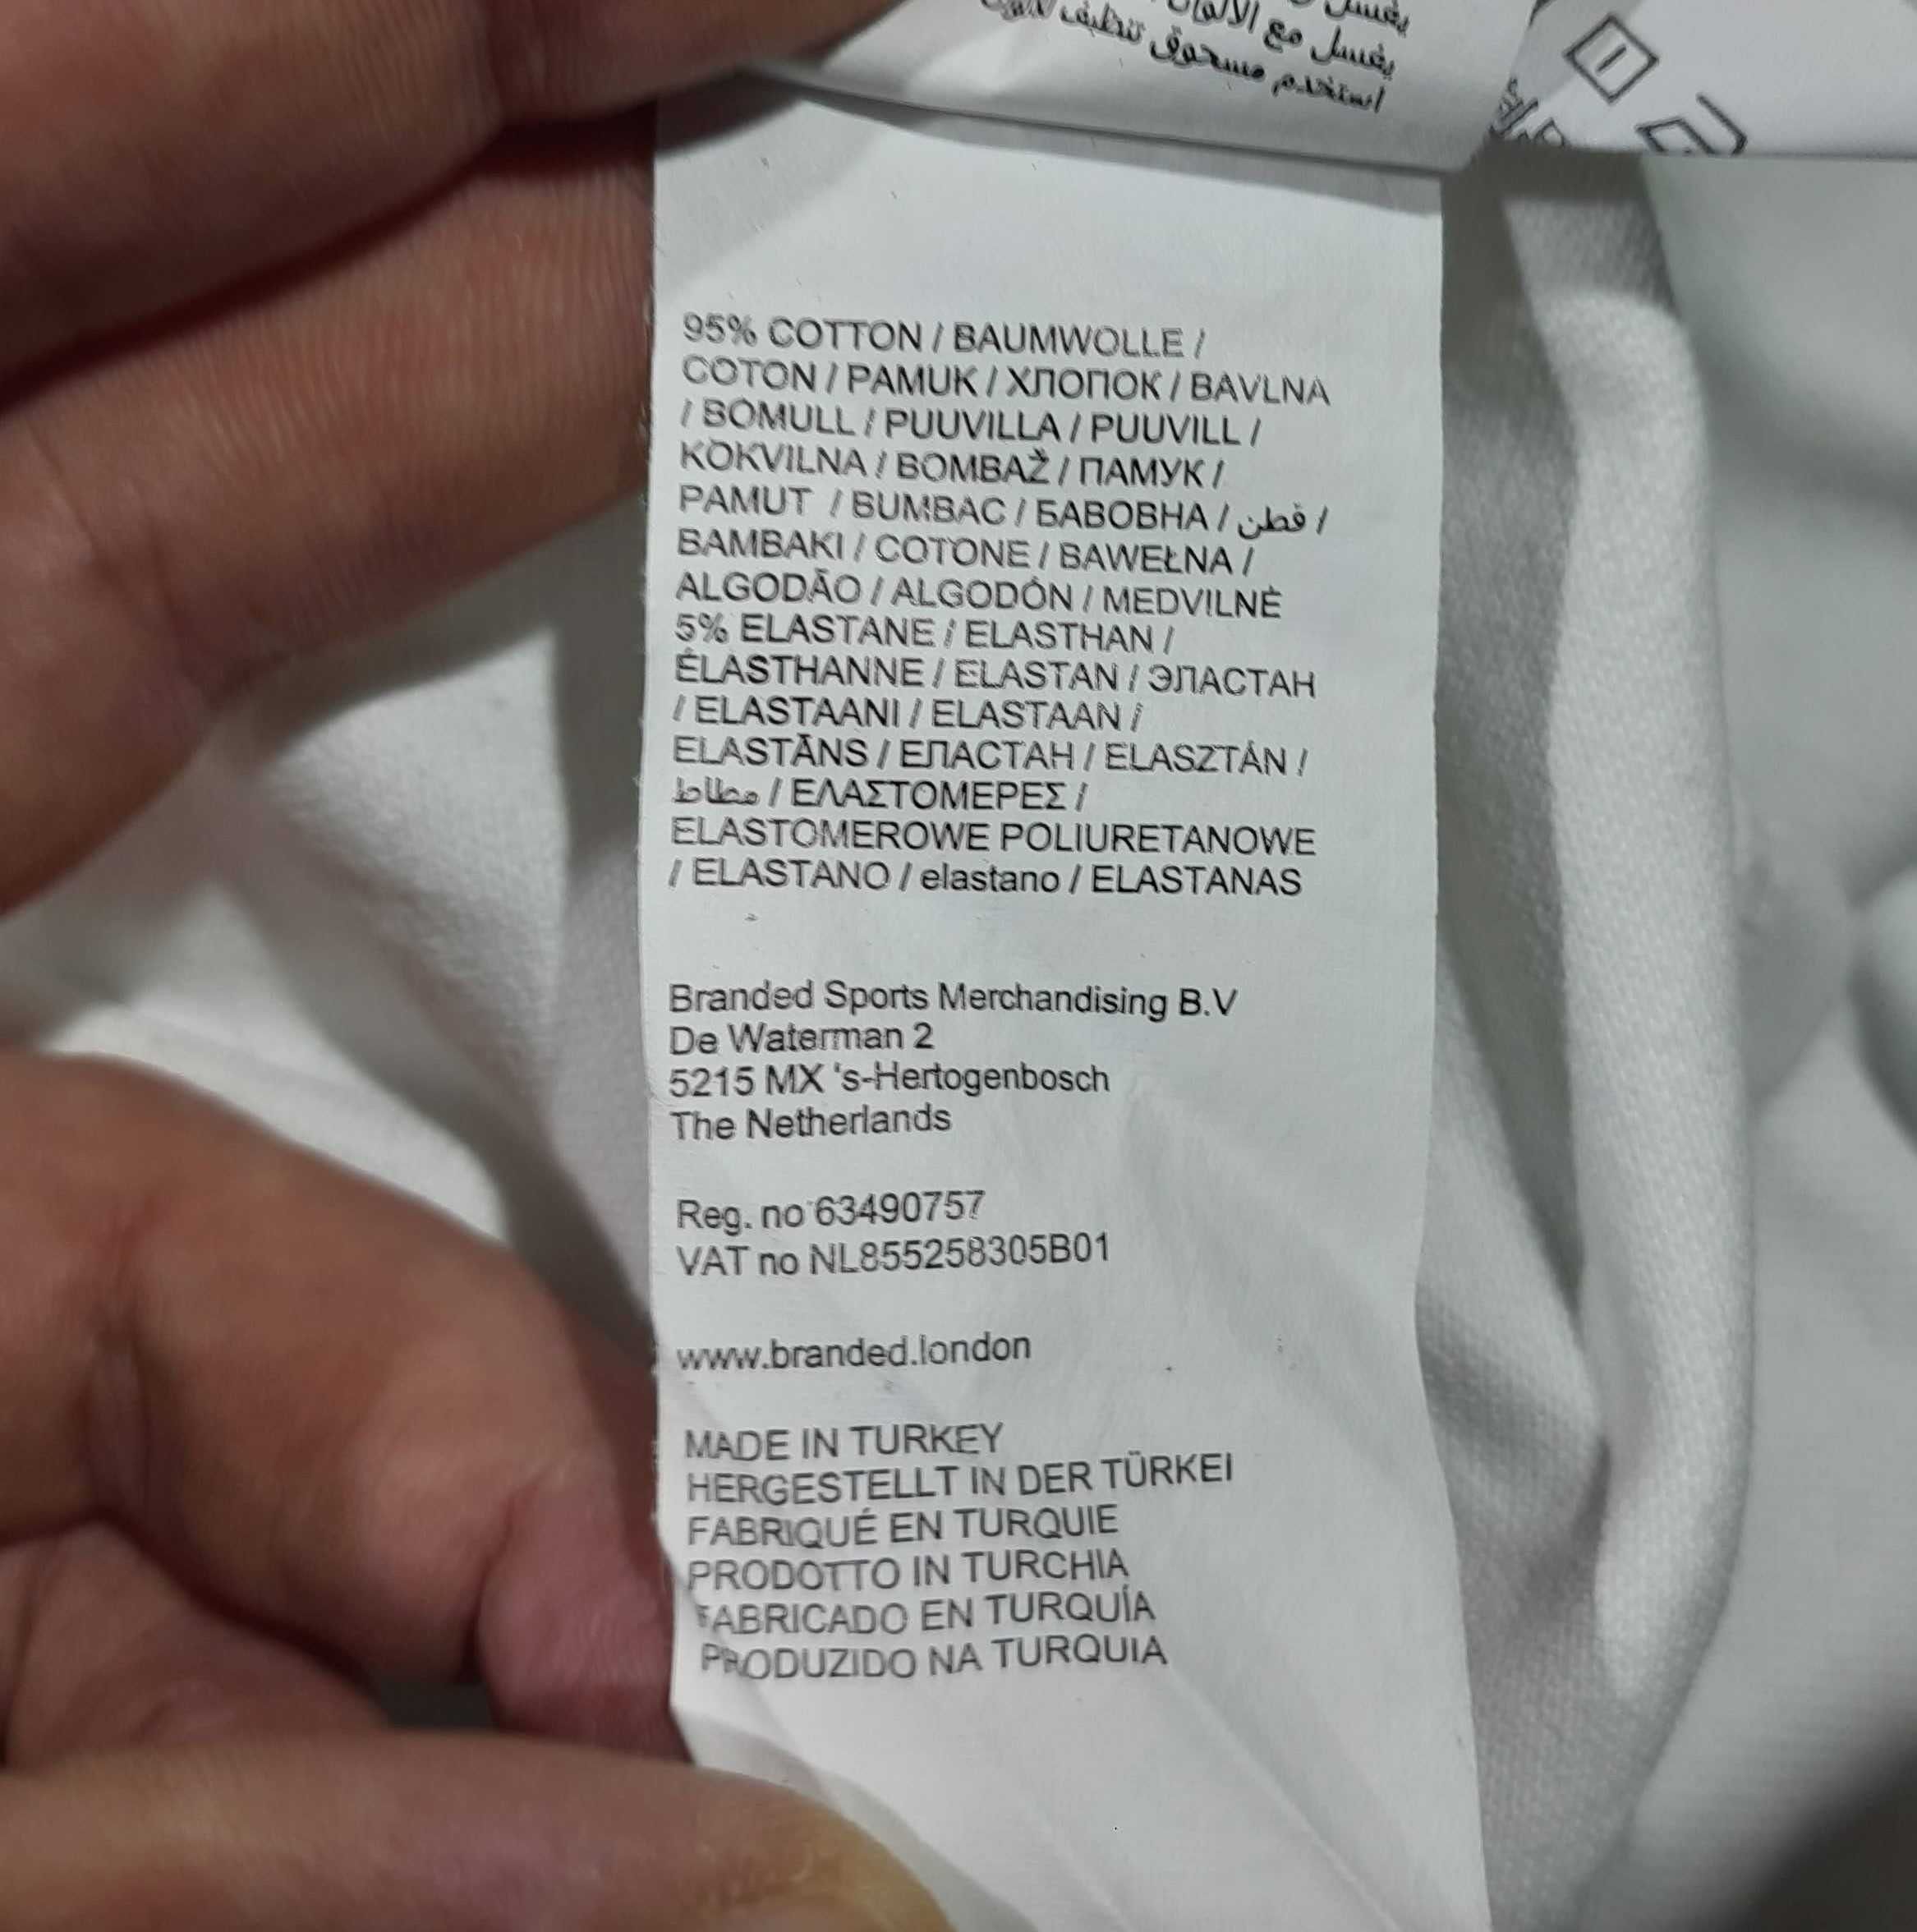 يغسل
يغسل مع الألوان
استخدم مسحوق تنظيف
95% COTTON / BAUMWOLLE /
COTON / PAMUK / ХЛОПОК / BAVLNA
/ BOMULL / PUUVILLA / PUUVILL /
KOKVILNA / BOMBAŽ / ПАМУК /
PAMUT / BUMBAC / БАВОВНА / قطن /
BAMBAKI / COTONE / BAWEŁNA /
ALGODÃO / ALGODÓN / MEDVILNĖ
5% ELASTANE / ELASTHAN /
ÉLASTHANNE / ELASTAN / ЭЛАСТАН
/ ELASTAANI / ELASTAAN /
ELASTĀNS / ЕЛАСТАН / ELASZTÁN /
مطاط / ΕΛΑΣΤΟΜΕΡΕΣ /
ELASTOMEROWE POLIURETANOWE
/ ELASTANO / elastano / ELASTANAS
Branded Sports Merchandising B.V
De Waterman 2
5215 MX 's-Hertogenbosch
The Netherlands
Reg. no 63490757
VAT no NL855258305B01
www.branded.london
MADE IN TURKEY
HERGESTELLT IN DER TÜRKEI
FABRIQUÉ EN TURQUIE
PRODOTTO IN TURCHIA
FABRICADO EN TURQUÍA
PRODUZIDO NA TURQUIA